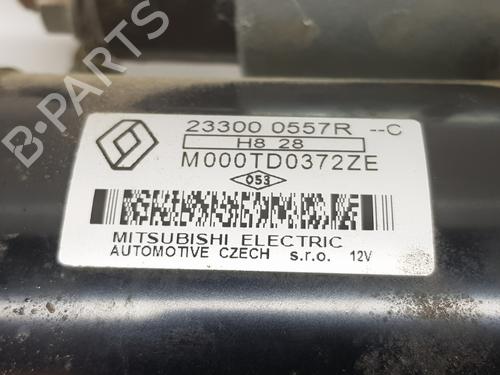 23300 0557R --C
H8 28
M000TD0372ZE
053
MITSUBISHI ELECTRIC
AUTOMOTIVE CZECH s.r.o. 12V
B-PARTS